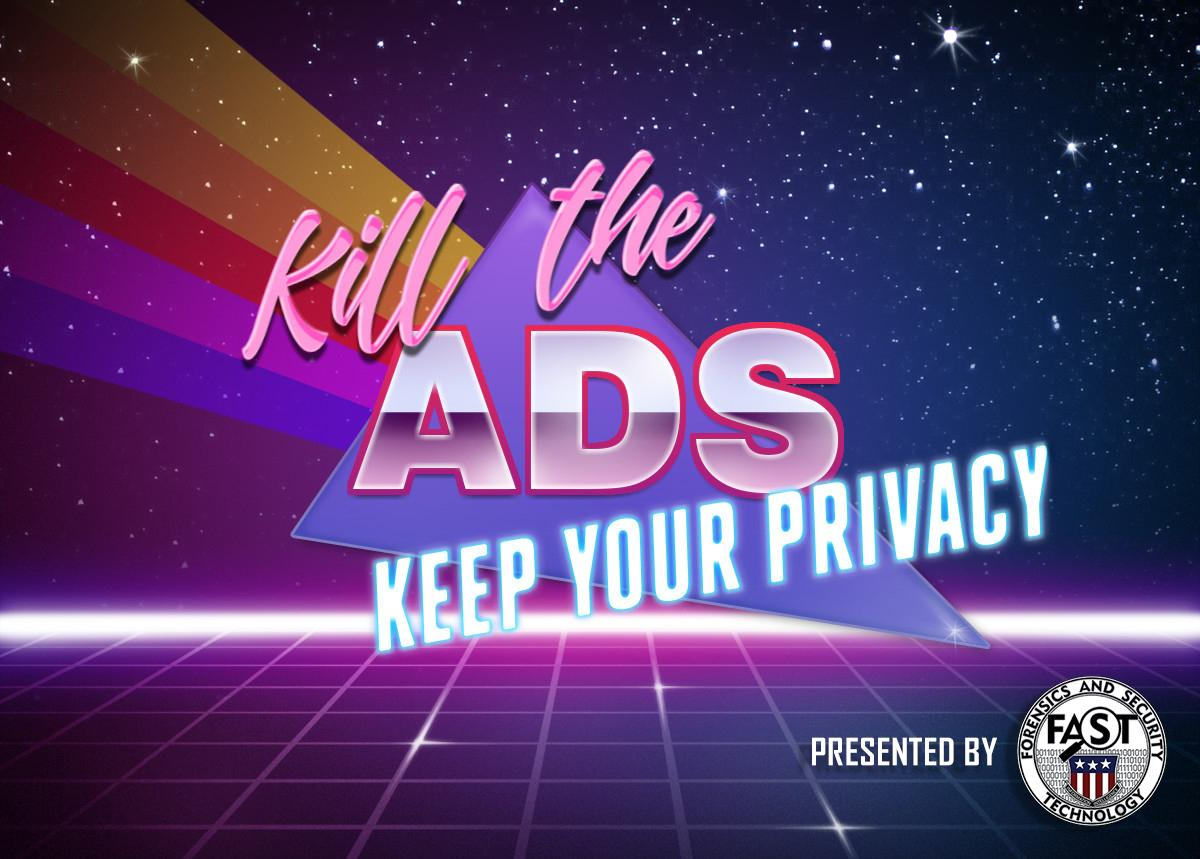 Kill the
ADS
KEEP YOUR PRIVACY
PRESENTED BY
FORENSICS AND SECURITY
FAST
TECHNOLOGY